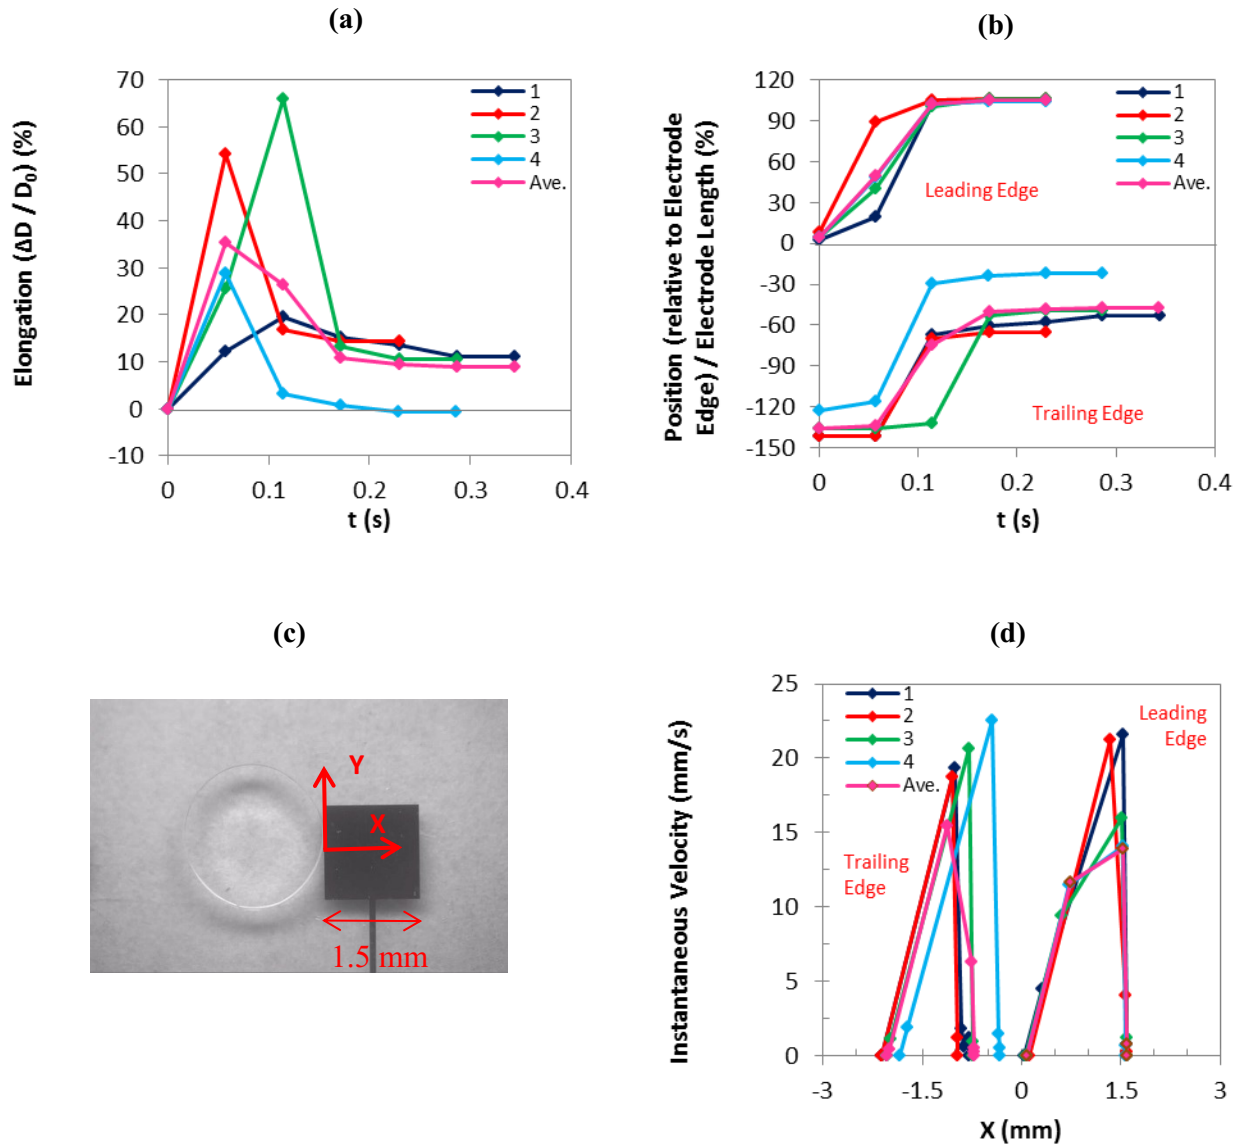 (a)
Elongation (ΔD / D₀) (%)
70
60
50
40
30
20
10
0
-10
0 0.1 0.2 0.3 0.4
t (s)
1
2
3
4
Ave.
(b)
Position (relative to Electrode
Edge) / Electrode Length (%)
120
90
60
30
0
-30
-60
-90
-120
-150
0 0.1 0.2 0.3 0.4
t (s)
1
2
3
4
Ave.
Leading Edge
Trailing Edge
(c)
Y
X
1.5 mm
(d)
Instantaneous Velocity (mm/s)
25
20
15
10
5
0
-3 -1.5 0 1.5 3
X (mm)
1
2
3
4
Ave.
Leading
Edge
Trailing
Edge